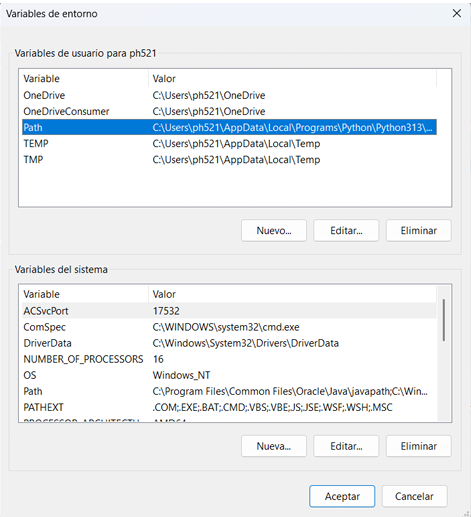 Variables de entorno
Variables de usuario para ph521
Variable Valor
OneDrive C:\Users\ph521\OneDrive
OneDriveConsumer C:\Users\ph521\OneDrive
Path C:\Users\ph521\AppData\Local\Programs\Python\Python313\...
TEMP C:\Users\ph521\AppData\Local\Temp
TMP C:\Users\ph521\AppData\Local\Temp
Nuevo... Editar... Eliminar
Variables del sistema
Variable Valor
ACSvcPort 17532
ComSpec C:\WINDOWS\system32\cmd.exe
DriverData C:\Windows\System32\Drivers\DriverData
NUMBER_OF_PROCESSORS 16
OS Windows_NT
Path C:\Program Files\Common Files\Oracle\Java\javapath;C:\Win...
PATHEXT .COM;.EXE;.BAT;.CMD;.VBS;.VBE;.JS;.JSE;.WSF;.WSH;.MSC
PROCESSOR_ARCHITECTU AMD64
Nueva... Editar... Eliminar
Aceptar Cancelar